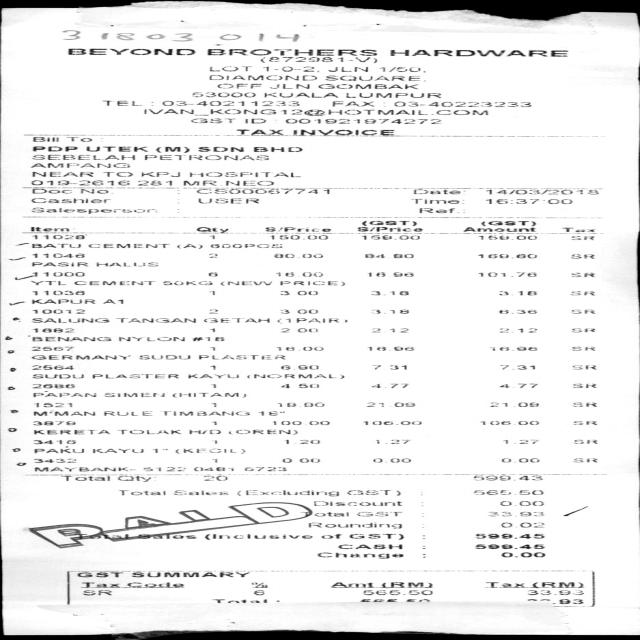 31803 014
BEYOND BROTHERS HARDWARE
(872981-V)
LOT 1-0-2, JLN 1/50,
DIAMOND SQUARE,
OFF JLN GOMBAK
53000 KUALA LUMPUR
TEL : 03-40211233 FAX : 03-40223233
IVAN_KONG12@HOTMAIL.COM
GST ID : 001921974272
TAX INVOICE
Bill To :
PDP UTEK (M) SDN BHD
SEBELAH PETRONAS
AMPANG
NEAR TO KPJ HOSPITAL
019-2616 281 MR.NEO
Doc No. : CS00067741 Date: 14/03/2018
Cashier : USER Time: 16:37:00
Salesperson : Ref.:
(GST) (GST)
Item Qty S/Price S/Price Amount Tax
11028 1 150.00 159.00 159.00 SR
BATU CEMENT (A) 600PCS
11046 2 80.00 84.80 169.60 SR
PASIR HALUS
11000 6 16.00 16.96 101.76 SR
YTL CEMENT 50KG (NEW PRICE)
11036 1 3.00 3.18 3.18 SR
KAPUR A1
10012 2 3.00 3.18 6.36 SR
SALUNG TANGAN GETAH (1PAIR)
1682 1 2.00 2.12 2.12 SR
BENANG NYLON #18
2567 1 16.00 16.96 16.96 SR
GERMANY SUDU PLASTER
2564 1 6.90 7.31 7.31 SR
SUDU PLASTER KAYU (NORMAL)
2686 1 4.50 4.77 4.77 SR
PAPAN SIMEN (HITAM)
1521 1 19.90 21.09 21.09 SR
M'MAN RULE TIMBANG 18"
3879 1 100.00 106.00 106.00 SR
KERETA TOLAK H/D (OREN)
3416 1 1.20 1.27 1.27 SR
PAKU KAYU 1" (KECIL)
3432 1 0.00 0.00 0.00 SR
MAYBANK- 5122 0481 6723
Total Qty: 20 599.43
Total Sales (Excluding GST) : 565.50
Discount : 0.00
Total GST : 33.93
Rounding : 0.02
Total Sales (Inclusive of GST) : 599.45
CASH : 599.45
Change : 0.00
PAID
GST SUMMARY
Tax Code % Amt (RM) Tax (RM)
SR 6 565.50 33.93
Total : 565.50 33.93